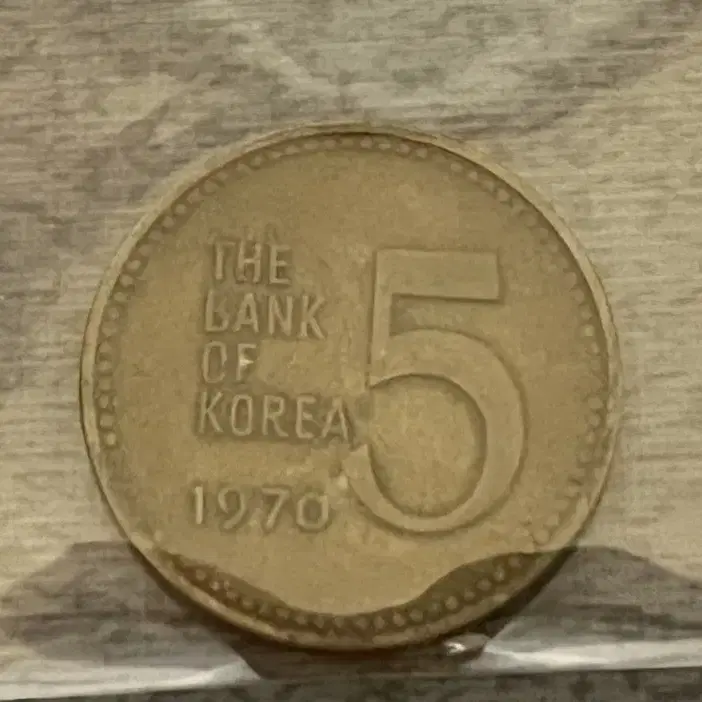 THE
BANK
OF
KOREA
1970
5